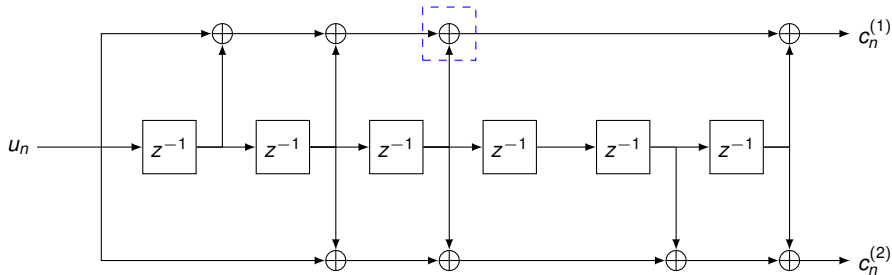 c_n^{(1)}
u_n
z^{-1} z^{-1} z^{-1} z^{-1} z^{-1} z^{-1}
c_n^{(2)}